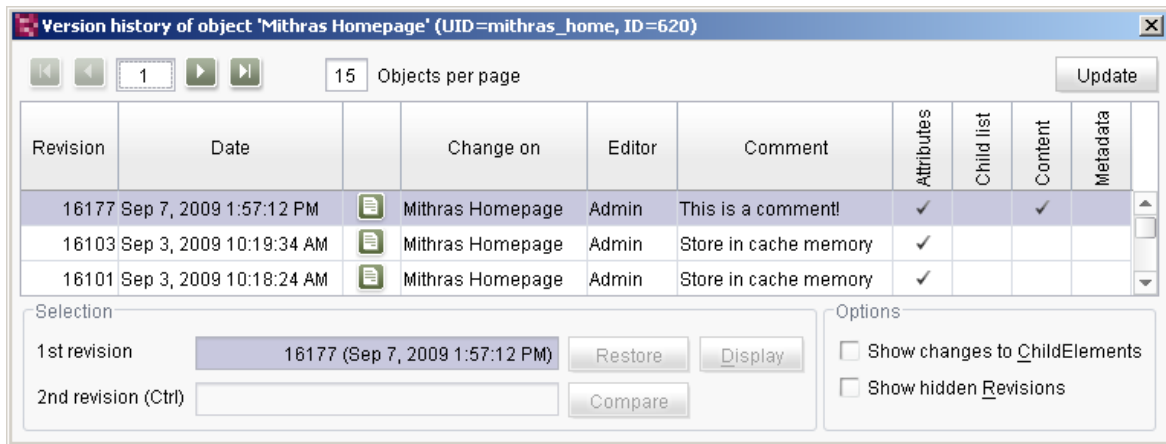 Version history of object 'Mithras Homepage' (UID=mithras_home, ID=620)
1 15 Objects per page Update
Revision Date Change on Editor Comment Attributes Child list Content Metadata
16177 Sep 7, 2009 1:57:12 PM Mithras Homepage Admin This is a comment! ✓ ✓
16103 Sep 3, 2009 10:19:34 AM Mithras Homepage Admin Store in cache memory ✓
16101 Sep 3, 2009 10:18:24 AM Mithras Homepage Admin Store in cache memory ✓
Selection Options
1st revision 16177 (Sep 7, 2009 1:57:12 PM) Restore Display Show changes to ChildElements
2nd revision (Ctrl) Compare Show hidden Revisions